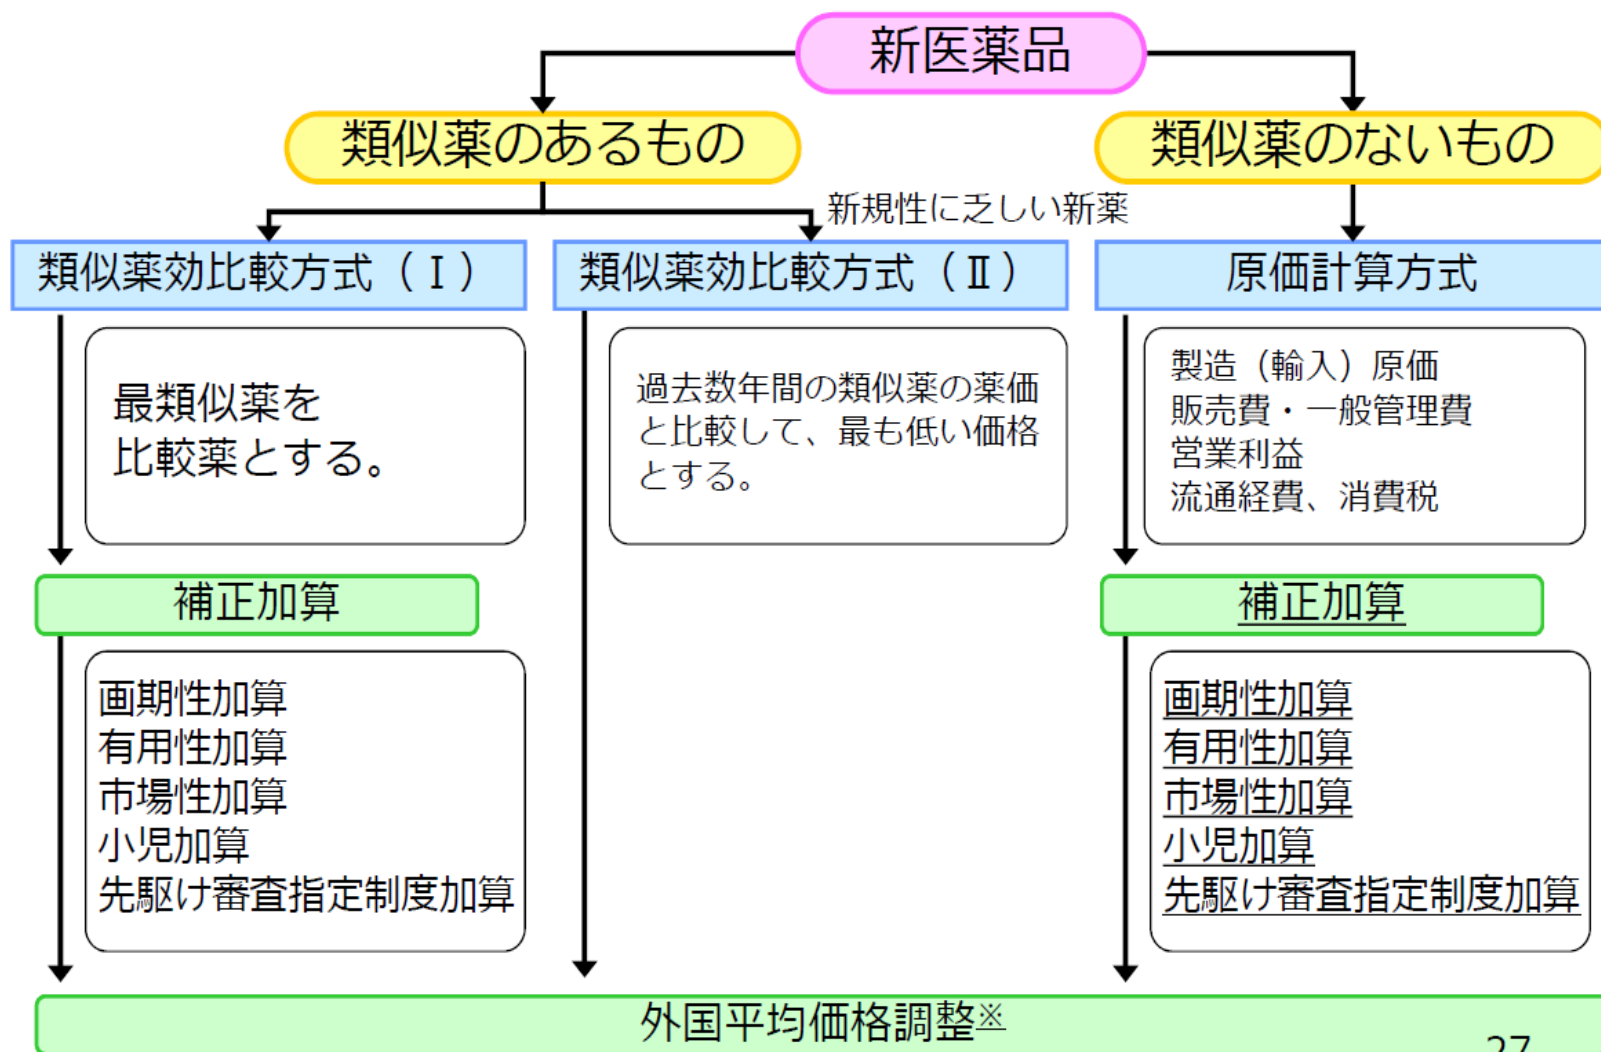 新医薬品
類似薬のあるもの
類似薬のないもの
新規性に乏しい新薬
類似薬効比較方式（Ⅰ）
類似薬効比較方式（Ⅱ）
原価計算方式
最類似薬を
比較薬とする。
過去数年間の類似薬の薬価
と比較して、最も低い価格
とする。
製造（輸入）原価
販売費・一般管理費
営業利益
流通経費、消費税
補正加算
補正加算
画期性加算
有用性加算
市場性加算
小児加算
先駆け審査指定制度加算
画期性加算
有用性加算
市場性加算
小児加算
先駆け審査指定制度加算
外国平均価格調整※
27